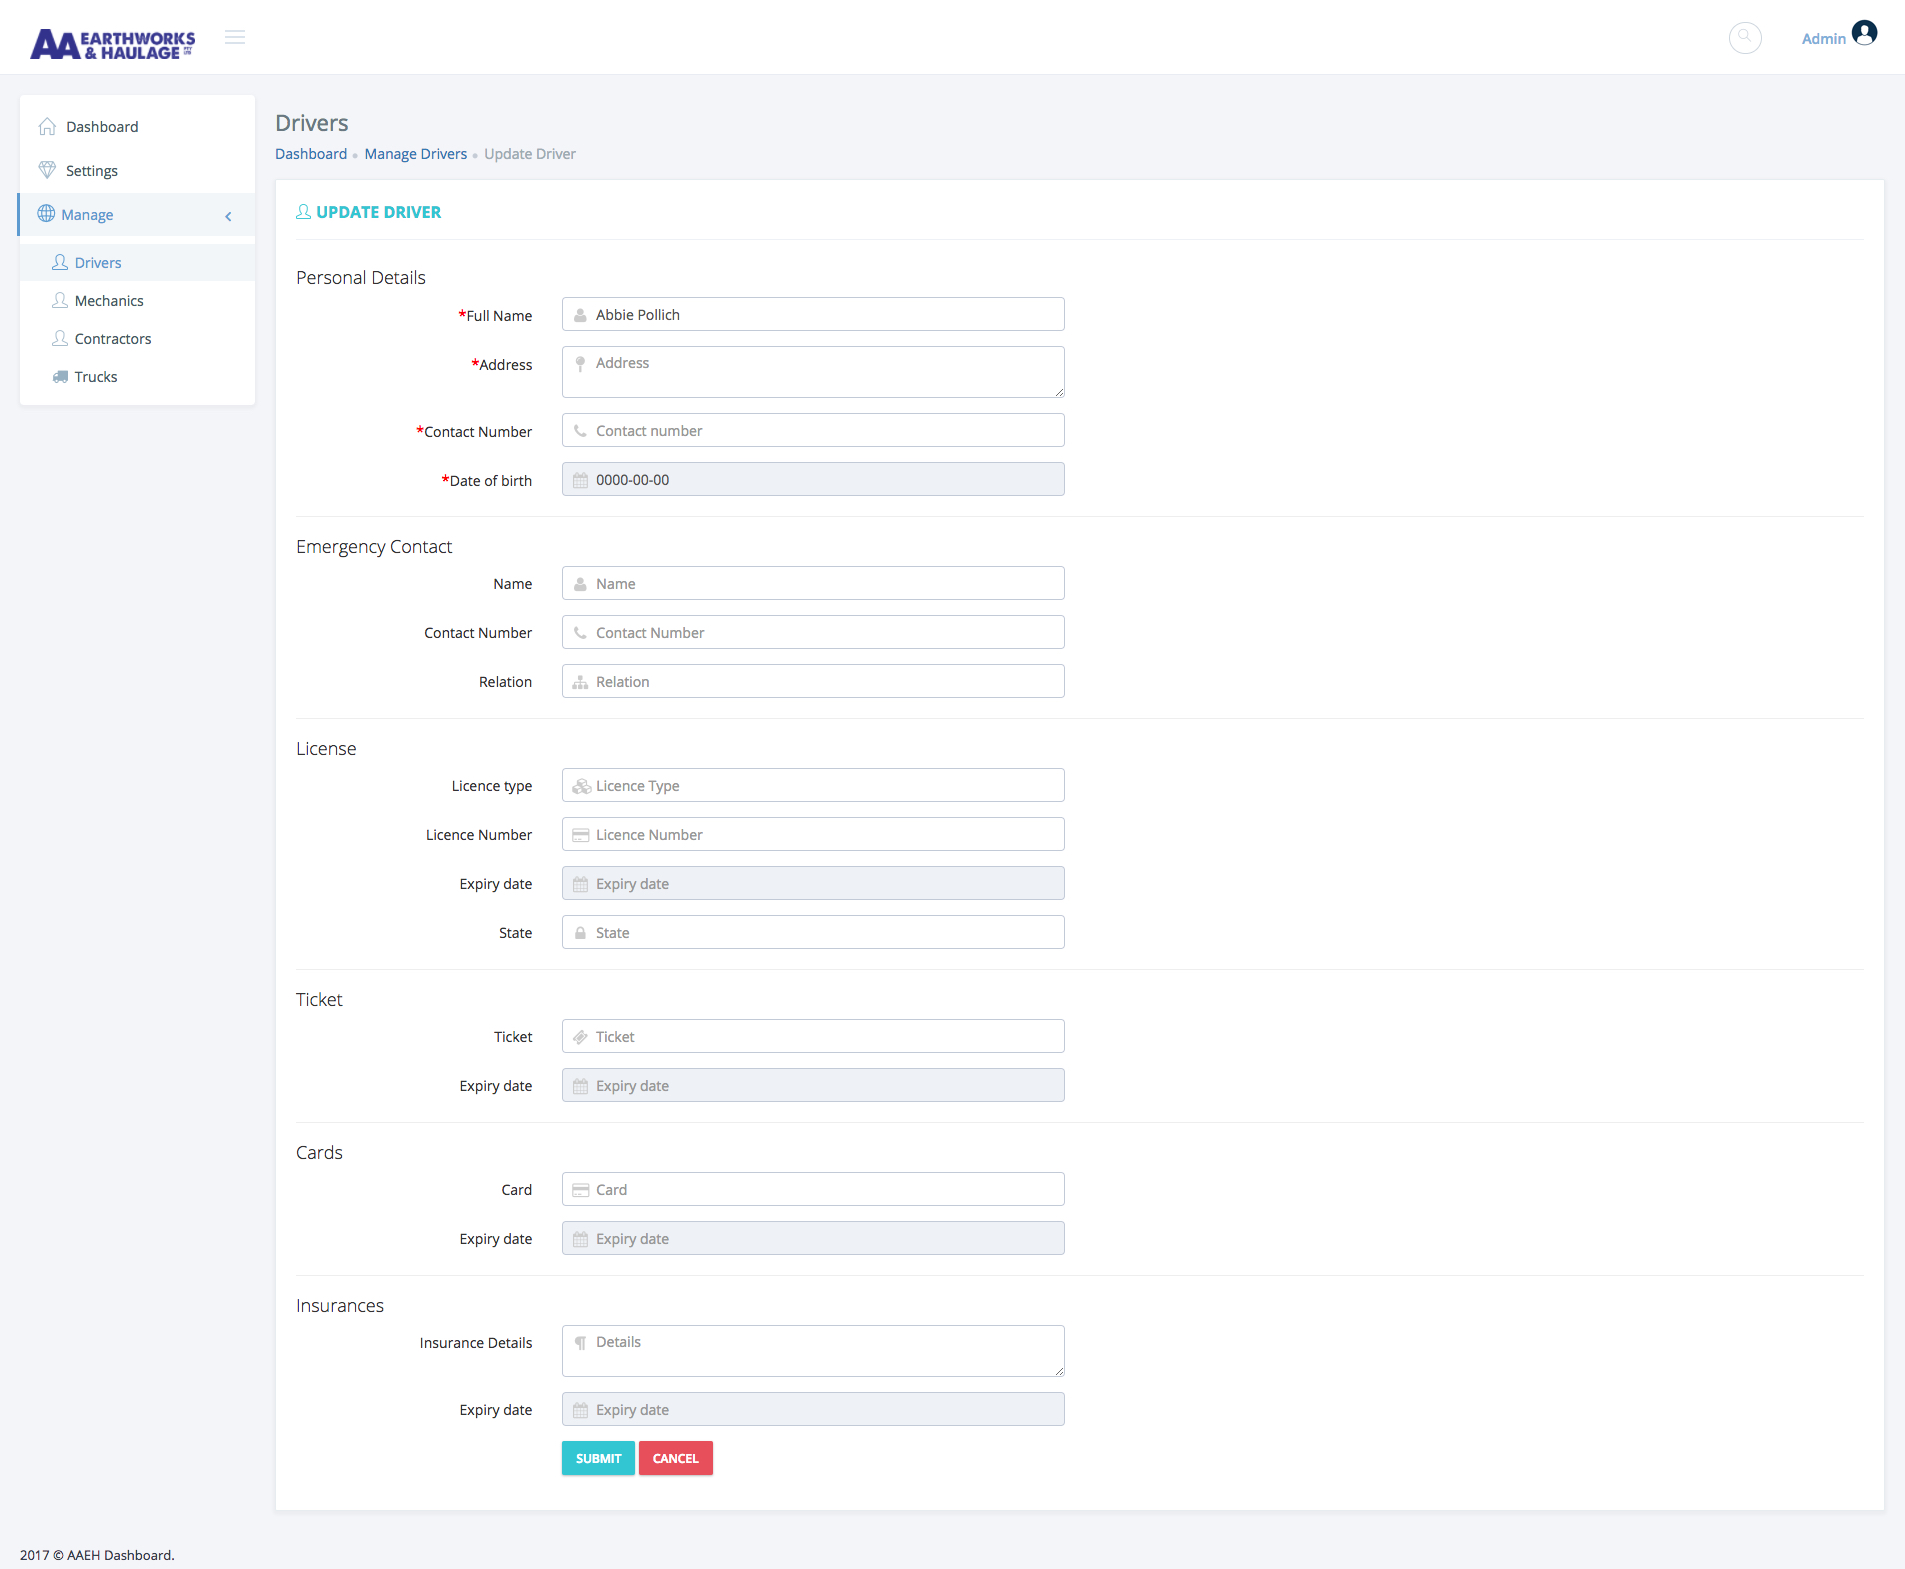 AA EARTHWORKS
& HAULAGE PTY LTD
Admin
Dashboard
Settings
Manage
Drivers
Mechanics
Contractors
Trucks
Drivers
Dashboard Manage Drivers Update Driver
UPDATE DRIVER
Personal Details
*Full Name Abbie Pollich
*Address Address
*Contact Number Contact number
*Date of birth 0000-00-00
Emergency Contact
Name Name
Contact Number Contact Number
Relation Relation
License
Licence type Licence Type
Licence Number Licence Number
Expiry date Expiry date
State State
Ticket
Ticket Ticket
Expiry date Expiry date
Cards
Card Card
Expiry date Expiry date
Insurances
Insurance Details Details
Expiry date Expiry date
SUBMIT CANCEL
2017 © AAEH Dashboard.